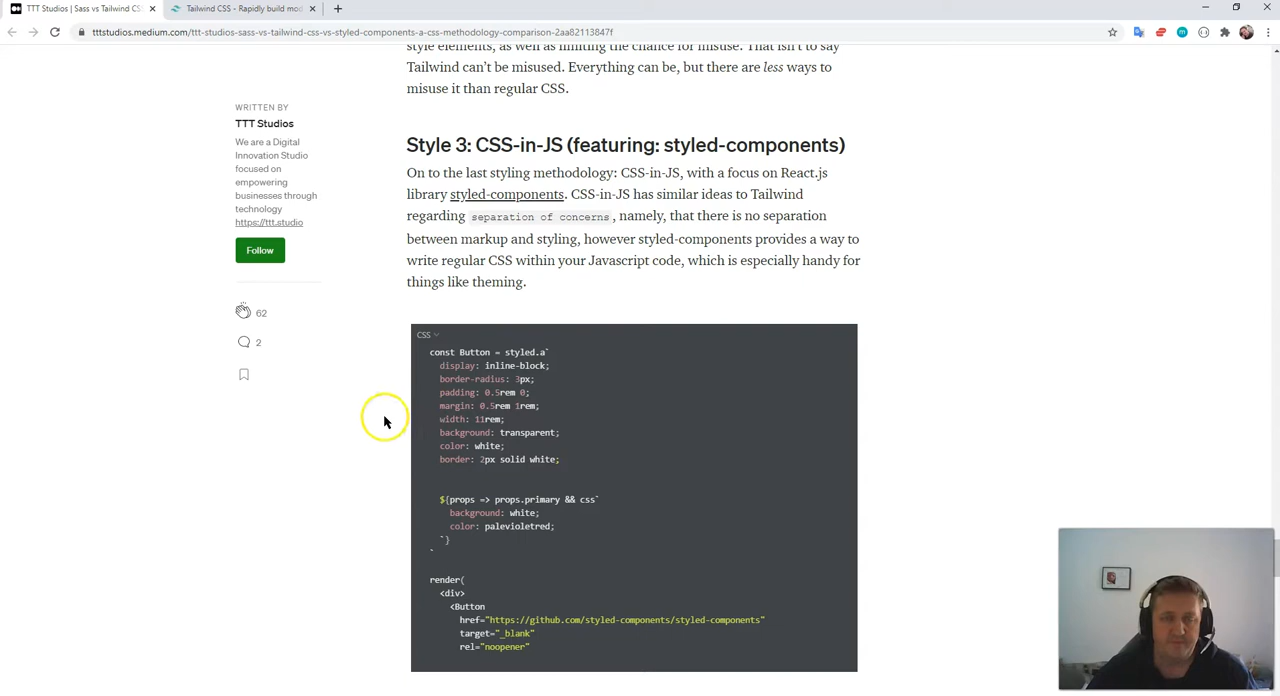 TTT Studios | Sass vs Tailwind CS
Tailwind CSS - Rapidly build mod
tttstudios.medium.com/ttt-studios-sass-vs-tailwind-css-vs-styled-components-a-css-methodology-comparison-2aa82113847f
style elements, as well as limiting the chance for misuse. That isn't to say
Tailwind can't be misused. Everything can be, but there are less ways to
misuse it than regular CSS.
WRITTEN BY
TTT Studios
We are a Digital
Innovation Studio
focused on
empowering
businesses through
technology
https://ttt.studio
Follow
62
2
Style 3: CSS-in-JS (featuring: styled-components)
On to the last styling methodology: CSS-in-JS, with a focus on React.js
library styled-components. CSS-in-JS has similar ideas to Tailwind
regarding separation of concerns, namely, that there is no separation
between markup and styling, however styled-components provides a way to
write regular CSS within your Javascript code, which is especially handy for
things like theming.
CSS
const Button = styled.a`
display: inline-block;
border-radius: 3px;
padding: 0.5rem 0;
margin: 0.5rem 1rem;
width: 11rem;
background: transparent;
color: white;
border: 2px solid white;
${props => props.primary && css`
background: white;
color: palevioletred;
`}
`
render(
<div>
<Button
href="https://github.com/styled-components/styled-components"
target="_blank"
rel="noopener"